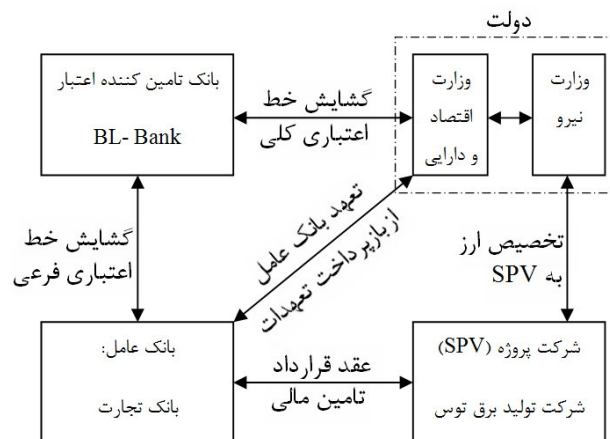 دولت
وزارت
نیرو
وزارت
اقتصاد
و دارایی
گشایش خط
اعتباری کلی
بانک تامین کننده اعتبار
BL- Bank
تخصیص ارز
به SPV
تعهد بانک عامل
از بازپرداخت تعهدات
گشایش خط
اعتباری فرعی
شرکت پروژه (SPV)
شرکت تولید برق توس
عقد قرارداد
تامین مالی
بانک عامل:
بانک تجارت